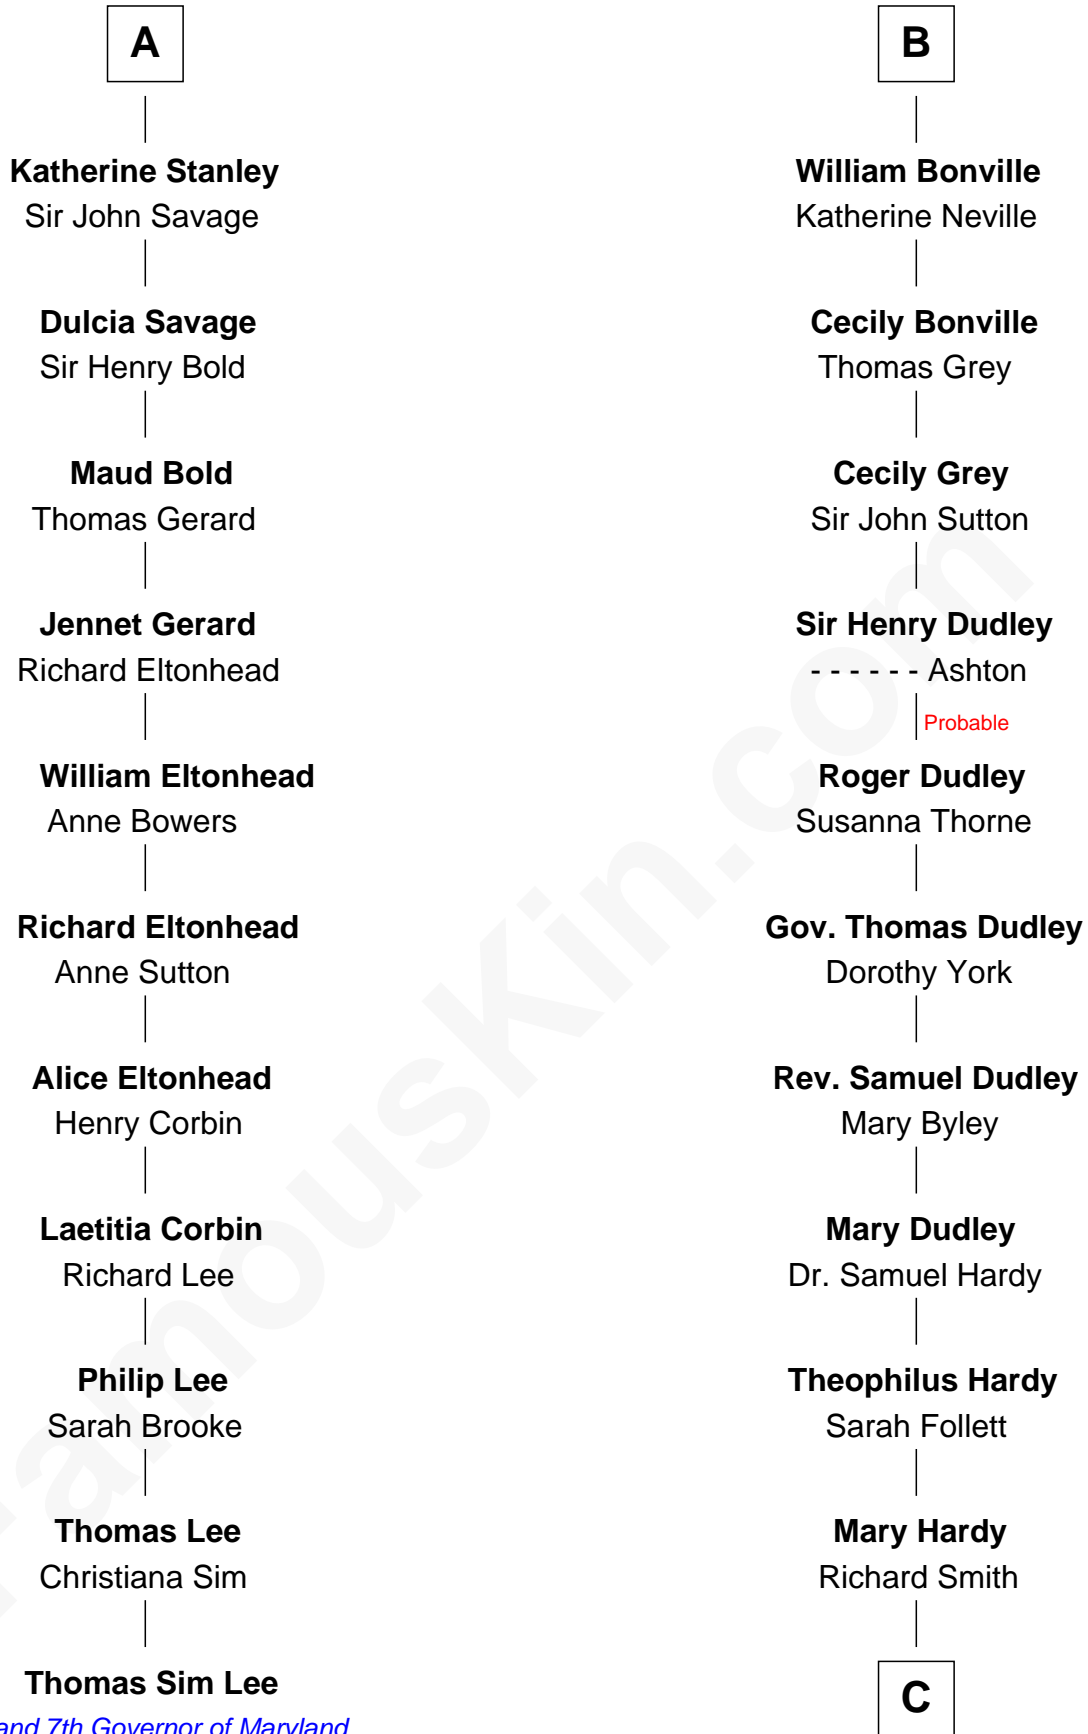 A
Katherine Stanley
Sir John Savage
Dulcia Savage
Sir Henry Bold
Maud Bold
Thomas Gerard
Jennet Gerard
Richard Eltonhead
William Eltonhead
Anne Bowers
Richard Eltonhead
Anne Sutton
Alice Eltonhead
Henry Corbin
Laetitia Corbin
Richard Lee
Philip Lee
Sarah Brooke
Thomas Lee
Christiana Sim
Thomas Sim Lee
and 7th Governor of Maryland
B
William Bonville
Katherine Neville
Cecily Bonville
Thomas Grey
Cecily Grey
Sir John Sutton
Sir Henry Dudley
- - - - - - Ashton
Probable
Roger Dudley
Susanna Thorne
Gov. Thomas Dudley
Dorothy York
Rev. Samuel Dudley
Mary Byley
Mary Dudley
Dr. Samuel Hardy
Theophilus Hardy
Sarah Follett
Mary Hardy
Richard Smith
C
FamousKin.com